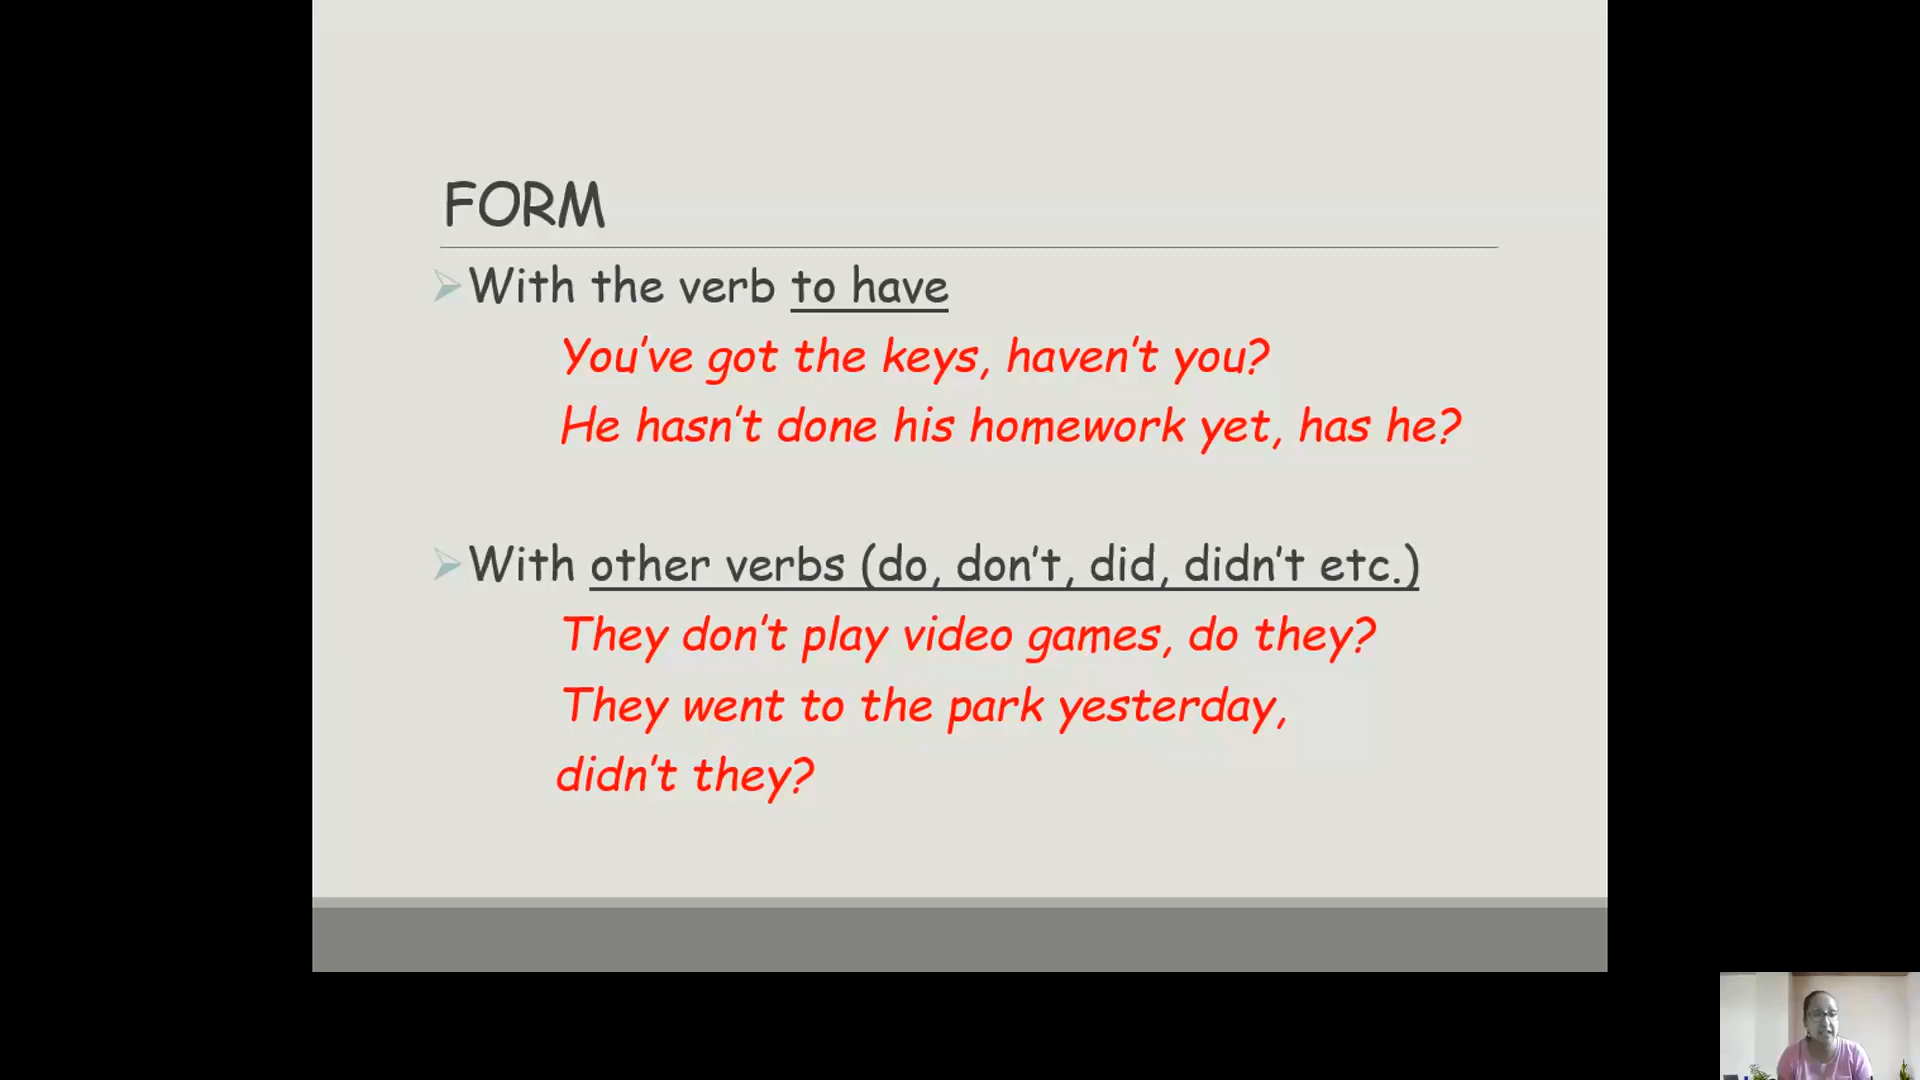 FORM
With the verb to have
You've got the keys, haven't you?
He hasn't done his homework yet, has he?
With other verbs (do, don't, did, didn't etc.)
They don't play video games, do they?
They went to the park yesterday,
didn't they?